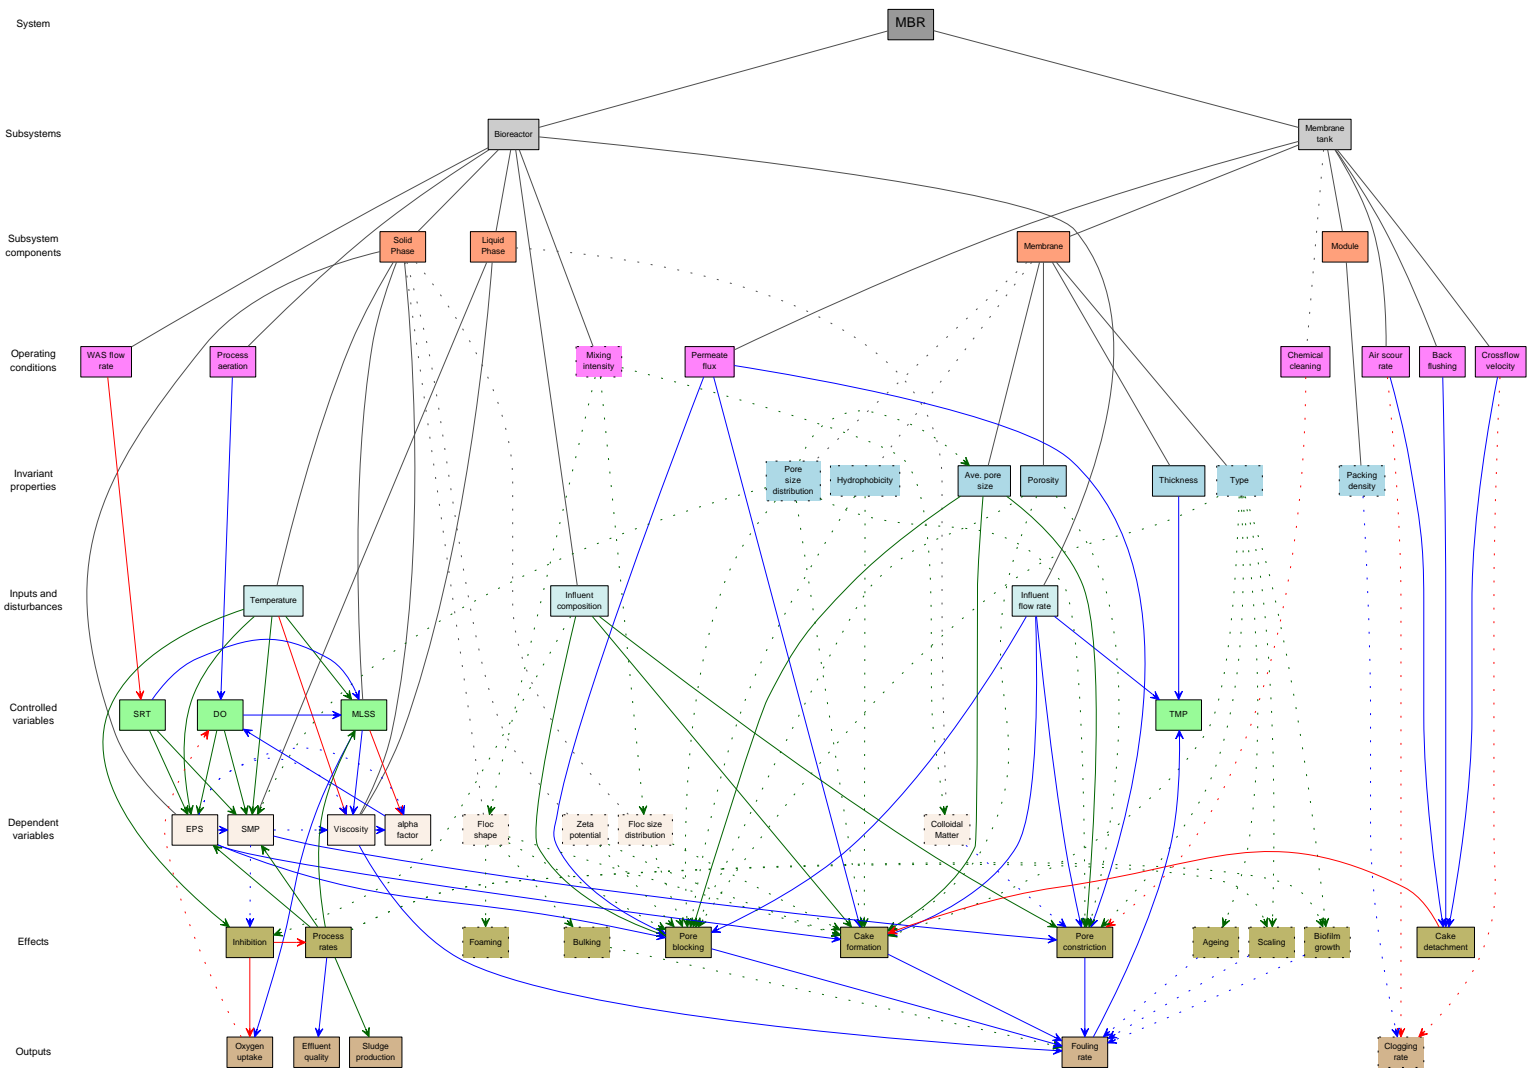 System
MBR
Subsystems
Bioreactor
Membrane
tank
Subsystem
components
Solid
Phase
Liquid
Phase
Membrane
Module
Operating
conditions
WAS flow
rate
Process
aeration
Mixing
intensity
Permeate
flux
Chemical
cleaning
Air scour
rate
Back
flushing
Crossflow
velocity
Invariant
properties
Pore
size
distribution
Hydrophobicity
Ave. pore
size
Porosity
Thickness
Type
Packing
density
Inputs and
disturbances
Temperature
Influent
composition
Influent
flow rate
Controlled
variables
SRT
DO
MLSS
TMP
Dependent
variables
EPS
SMP
Viscosity
alpha
factor
Floc
shape
Zeta
potential
Floc size
distribution
Colloidal
Matter
Effects
Inhibition
Process
rates
Foaming
Bulking
Pore
blocking
Cake
formation
Pore
constriction
Ageing
Scaling
Biofilm
growth
Cake
detachment
Outputs
Oxygen
uptake
Effluent
quality
Sludge
production
Fouling
rate
Clogging
rate